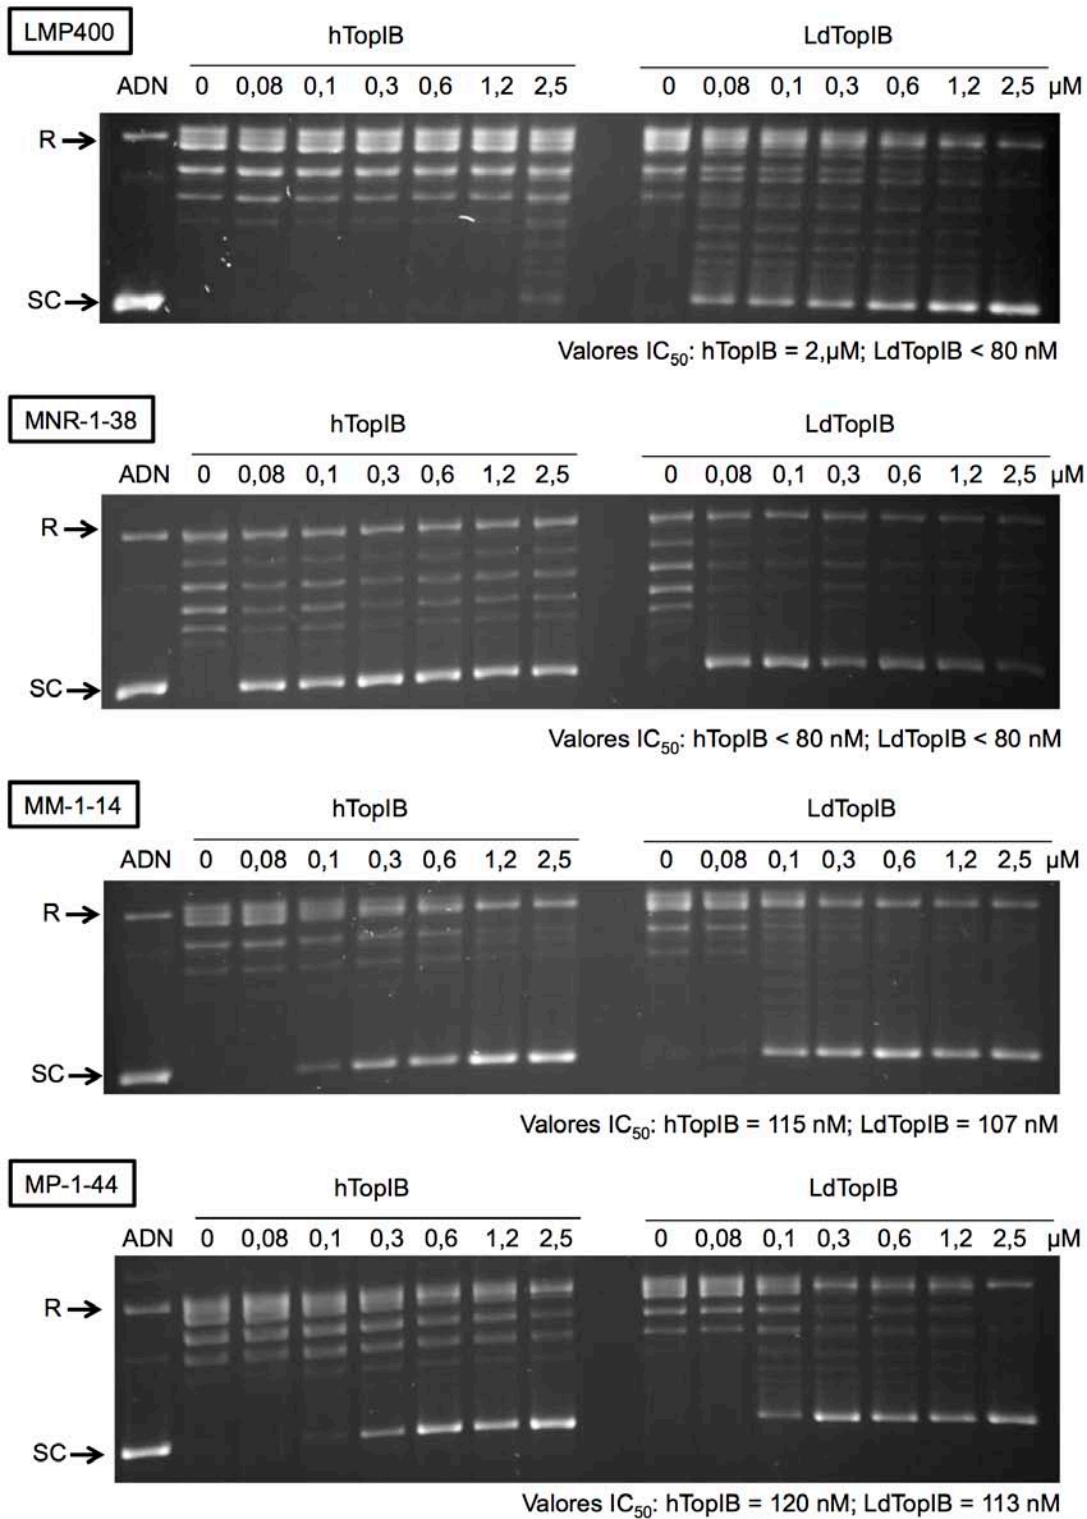 LMP400
hTopIB LdTopIB
ADN 0 0,08 0,1 0,3 0,6 1,2 2,5 0 0,08 0,1 0,3 0,6 1,2 2,5 µM
R
SC
Valores IC50: hTopIB = 2,µM; LdTopIB < 80 nM
MNR-1-38
hTopIB LdTopIB
ADN 0 0,08 0,1 0,3 0,6 1,2 2,5 0 0,08 0,1 0,3 0,6 1,2 2,5 µM
R
SC
Valores IC50: hTopIB < 80 nM; LdTopIB < 80 nM
MM-1-14
hTopIB LdTopIB
ADN 0 0,08 0,1 0,3 0,6 1,2 2,5 0 0,08 0,1 0,3 0,6 1,2 2,5 µM
R
SC
Valores IC50: hTopIB = 115 nM; LdTopIB = 107 nM
MP-1-44
hTopIB LdTopIB
ADN 0 0,08 0,1 0,3 0,6 1,2 2,5 0 0,08 0,1 0,3 0,6 1,2 2,5 µM
R
SC
Valores IC50: hTopIB = 120 nM; LdTopIB = 113 nM